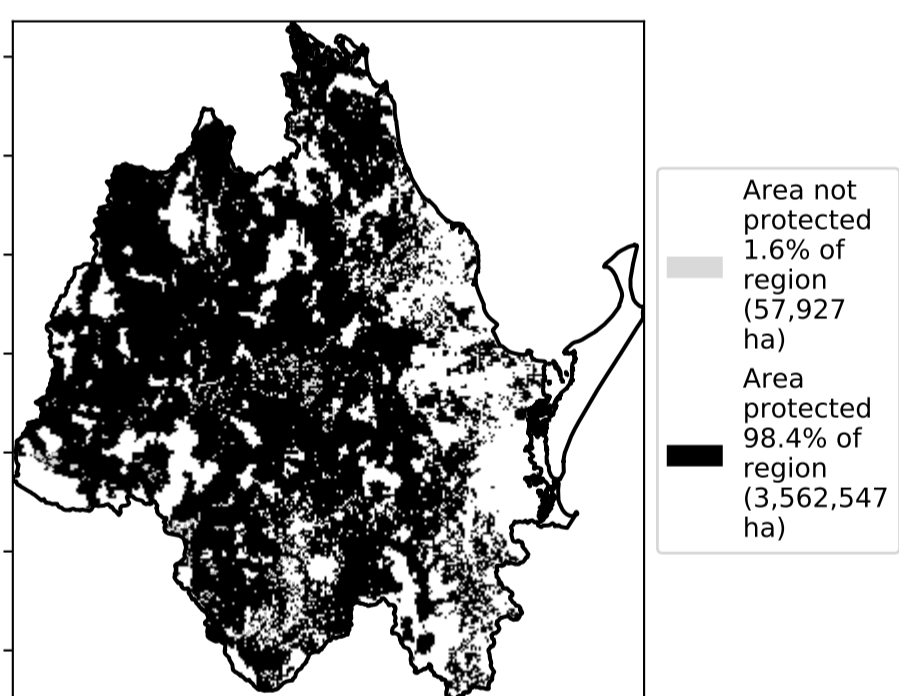 Area not
protected
1.6% of
region
(57,927
ha)
Area
protected
98.4% of
region
(3,562,547
ha)